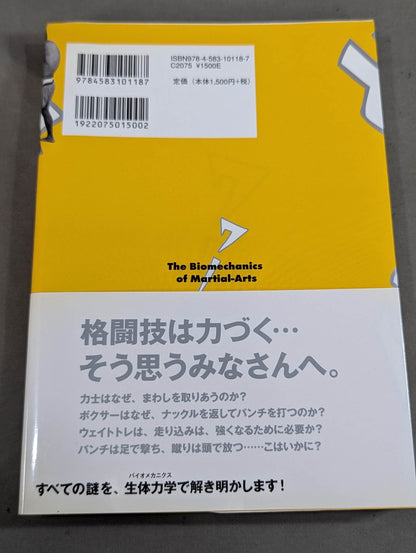 ISBN978-4-583-10118-7
C2075 ¥1500E
9784583101187
定価（本体1,500円+税）
1922075015002
The Biomechanics
of Martial-Arts
格闘技は力づく…
そう思うみなさんへ。
力士はなぜ、まわしを取りあうのか？
ボクサーはなぜ、ナックルを返してパンチを打つのか？
ウェイトトレは、走り込みは、強くなるために必要か？
パンチは足で撃ち、蹴りは頭で放つ……こはいかに？
バイオメカニクス
すべての謎を、生体力学で解き明かします！